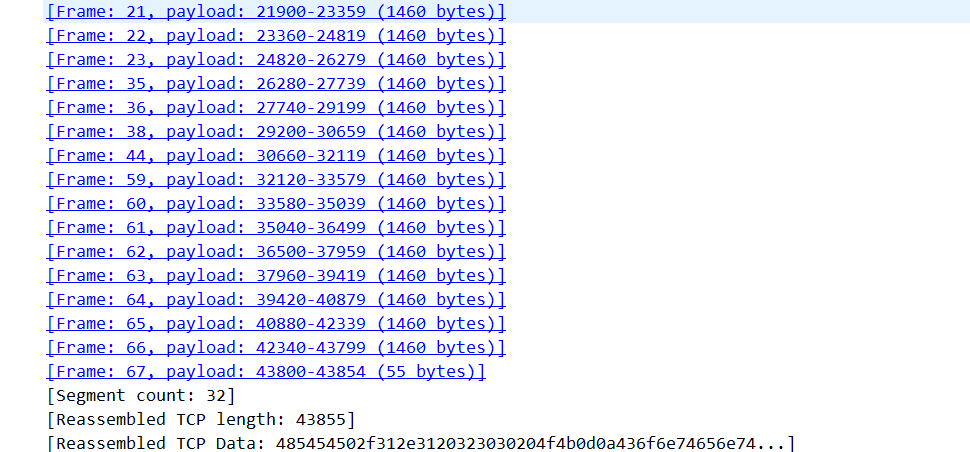 [Frame: 21, payload: 21900-23359 (1460 bytes)]
[Frame: 22, payload: 23360-24819 (1460 bytes)]
[Frame: 23, payload: 24820-26279 (1460 bytes)]
[Frame: 35, payload: 26280-27739 (1460 bytes)]
[Frame: 36, payload: 27740-29199 (1460 bytes)]
[Frame: 38, payload: 29200-30659 (1460 bytes)]
[Frame: 44, payload: 30660-32119 (1460 bytes)]
[Frame: 59, payload: 32120-33579 (1460 bytes)]
[Frame: 60, payload: 33580-35039 (1460 bytes)]
[Frame: 61, payload: 35040-36499 (1460 bytes)]
[Frame: 62, payload: 36500-37959 (1460 bytes)]
[Frame: 63, payload: 37960-39419 (1460 bytes)]
[Frame: 64, payload: 39420-40879 (1460 bytes)]
[Frame: 65, payload: 40880-42339 (1460 bytes)]
[Frame: 66, payload: 42340-43799 (1460 bytes)]
[Frame: 67, payload: 43800-43854 (55 bytes)]
[Segment count: 32]
[Reassembled TCP length: 43855]
[Reassembled TCP Data: 485454502f312e3120323030204f4b0d0a436f6e74656e74...]